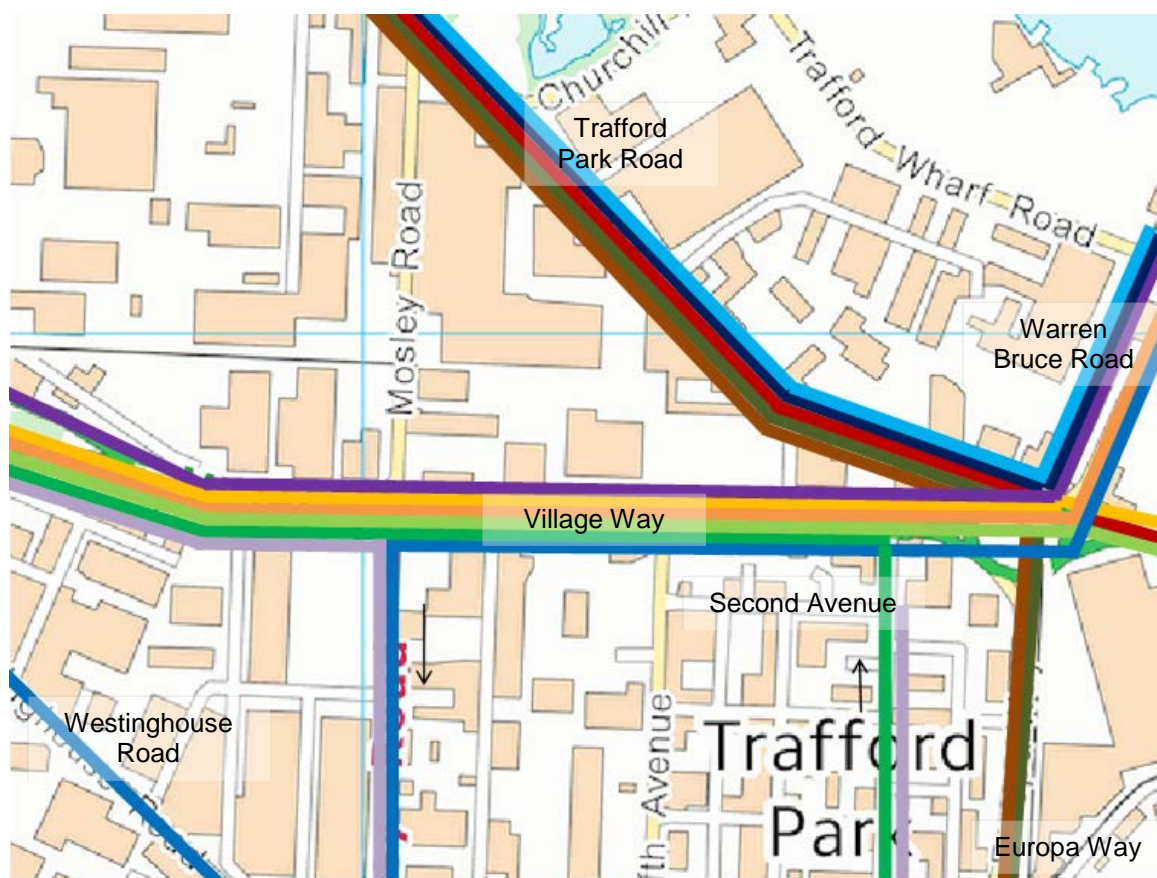 Churchill
Trafford Wharf Road
Trafford
Park Road
Mosley Road
Warren
Bruce Road
Village Way
Second Avenue
Westinghouse
Road
Avenue
Trafford
Park
Europa Way